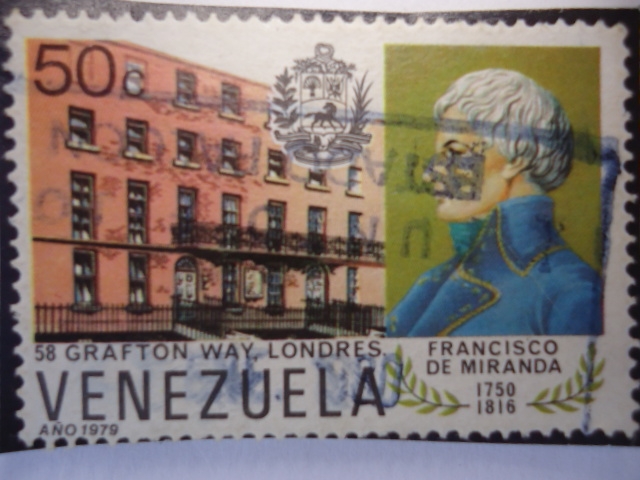 50c
58 GRAFTON WAY, LONDRES.
VENEZUELA
AÑO 1979
FRANCISCO
DE MIRANDA
1750
1816